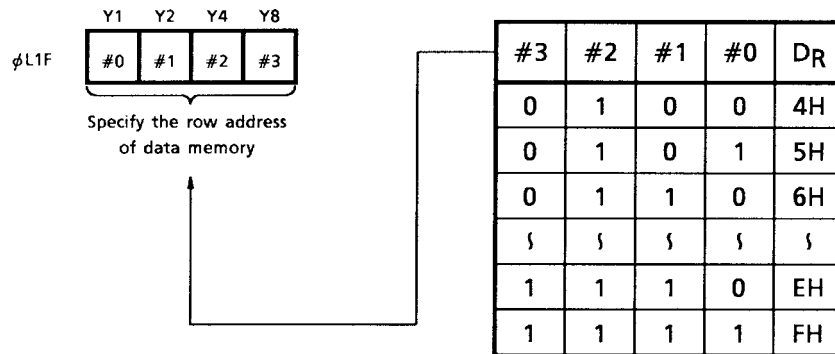 Y1 Y2 Y4 Y8
φL1F #0 #1 #2 #3
Specify the row address
of data memory
#3 #2 #1 #0 DR
0 1 0 0 4H
0 1 0 1 5H
0 1 1 0 6H
≀ ≀ ≀ ≀ ≀
1 1 1 0 EH
1 1 1 1 FH